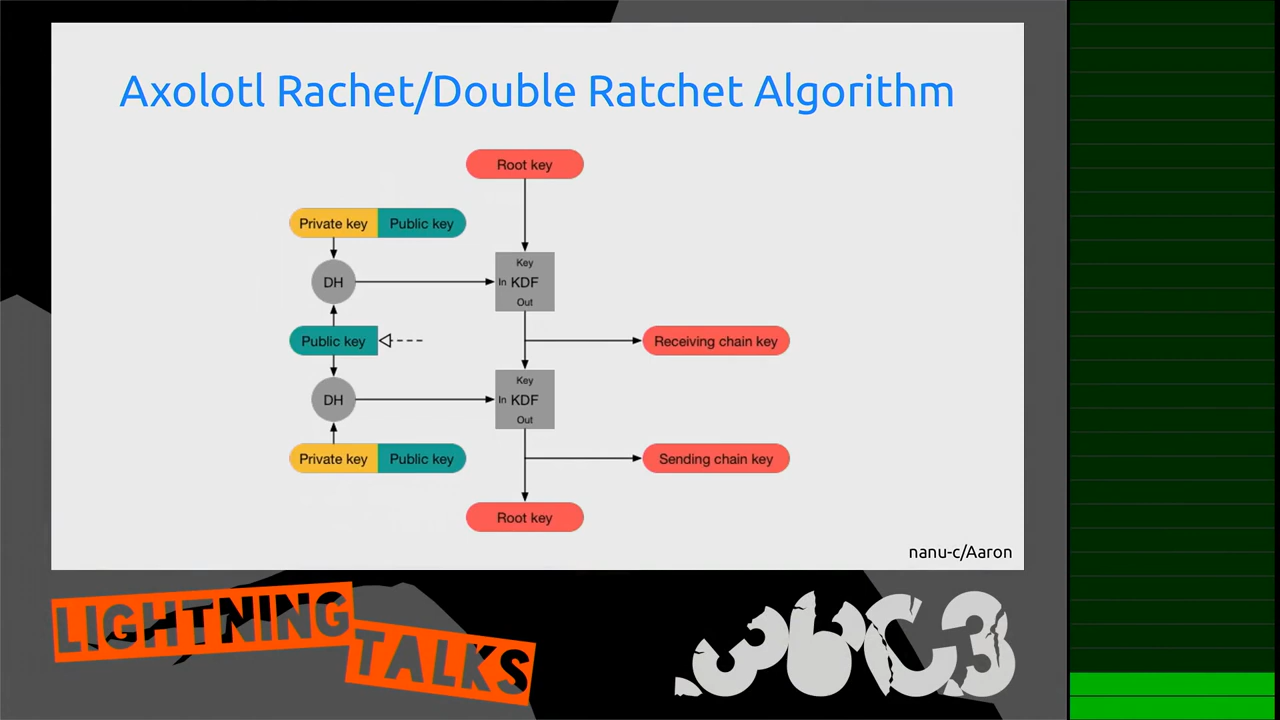 Axolotl Rachet/Double Ratchet Algorithm
Root key
Private key Public key
Key
DH In KDF
Out
Public key Receiving chain key
Key
DH In KDF
Out
Private key Public key Sending chain key
Root key
nanu-c/Aaron
LIGHTNING
TALKS
36C3